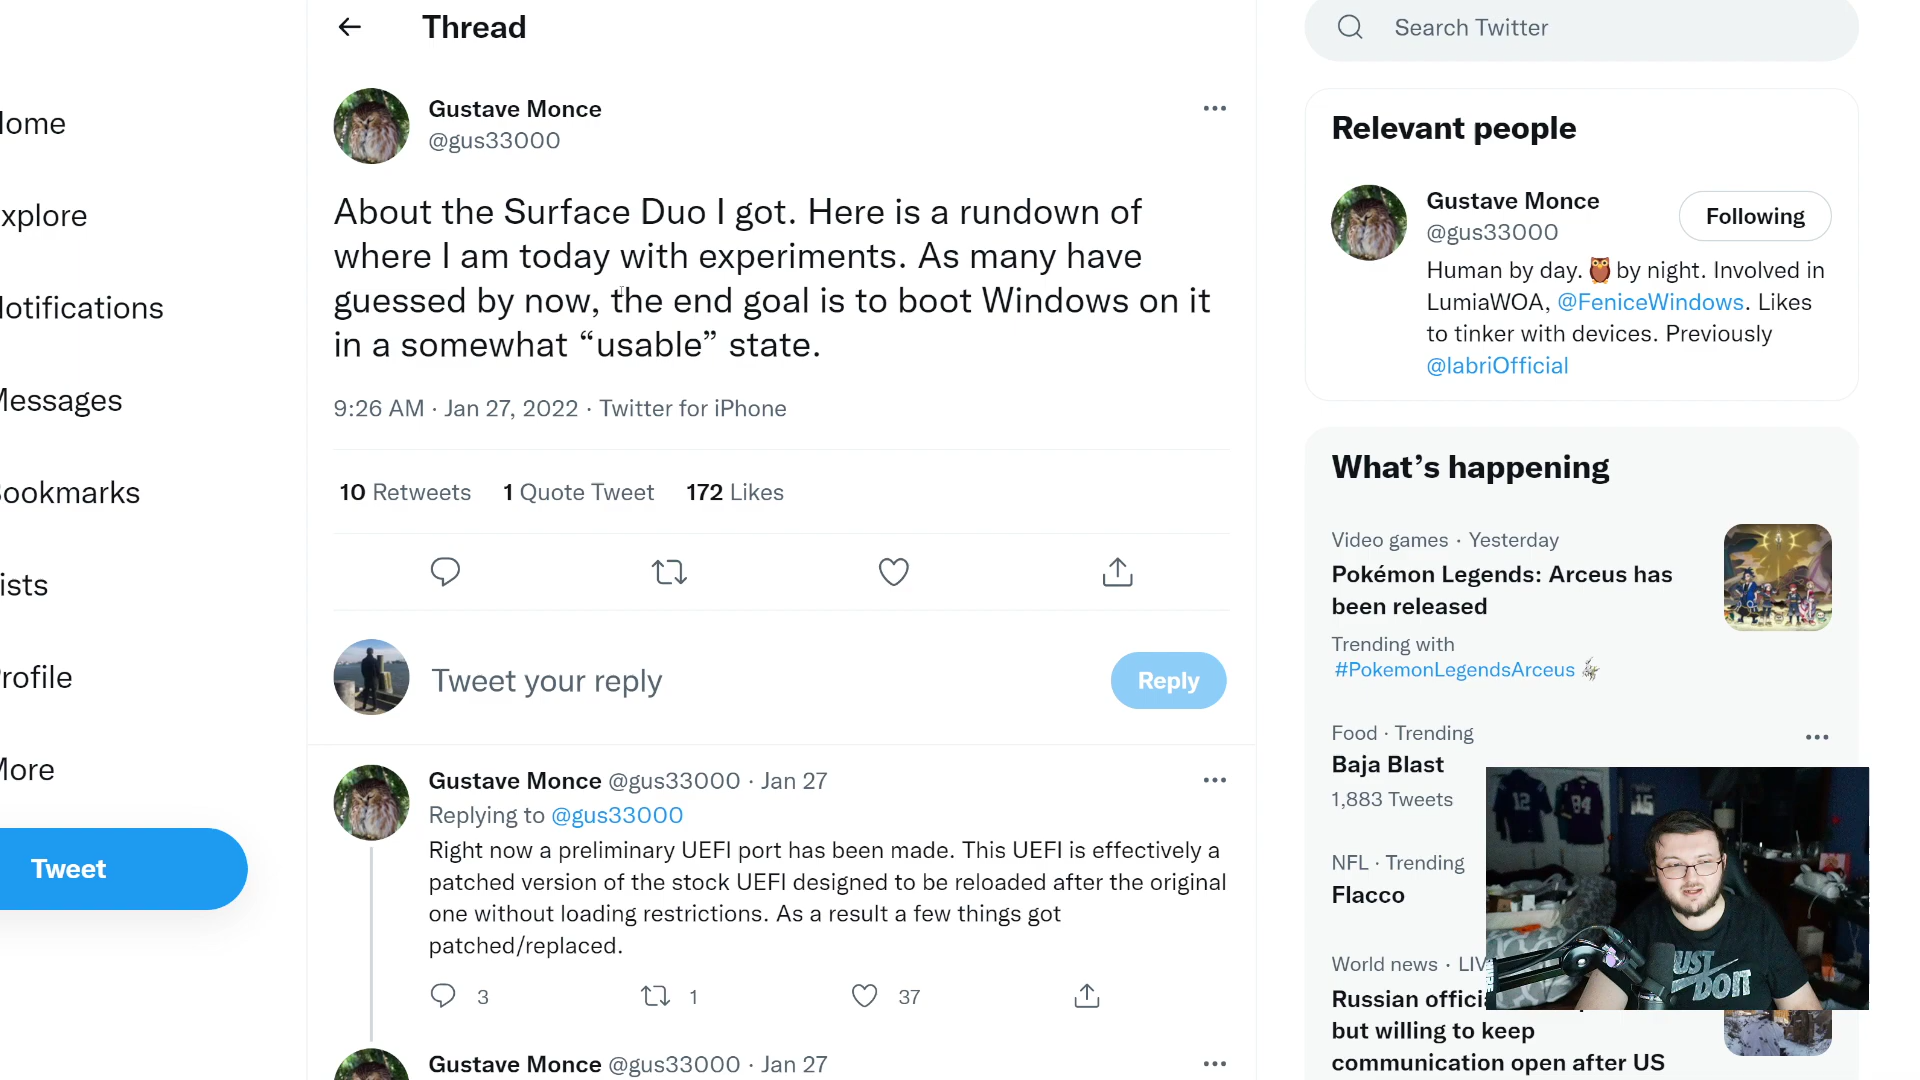 Thread
Search Twitter
ome
xplore
otifications
essages
ookmarks
ists
rofile
ore
Tweet
Gustave Monce
@gus33000
About the Surface Duo I got. Here is a rundown of
where I am today with experiments. As many have
guessed by now, the end goal is to boot Windows on it
in a somewhat “usable” state.
9:26 AM · Jan 27, 2022 · Twitter for iPhone
10 Retweets 1 Quote Tweet 172 Likes
Tweet your reply
Reply
Gustave Monce @gus33000 · Jan 27
Replying to @gus33000
Right now a preliminary UEFI port has been made. This UEFI is effectively a
patched version of the stock UEFI designed to be reloaded after the original
one without loading restrictions. As a result a few things got
patched/replaced.
3 1 37
Gustave Monce @gus33000 · Jan 27
Relevant people
Gustave Monce
@gus33000
Following
Human by day. 🦉 by night. Involved in
LumiaWOA, @FeniceWindows. Likes
to tinker with devices. Previously
@labriOfficial
What’s happening
Video games · Yesterday
Pokémon Legends: Arceus has
been released
Trending with
#PokemonLegendsArceus
Food · Trending
Baja Blast
1,883 Tweets
NFL · Trending
Flacco
World news · LIV
Russian offici
but willing to keep
communication open after US
12
84
15
JUST
DO IT